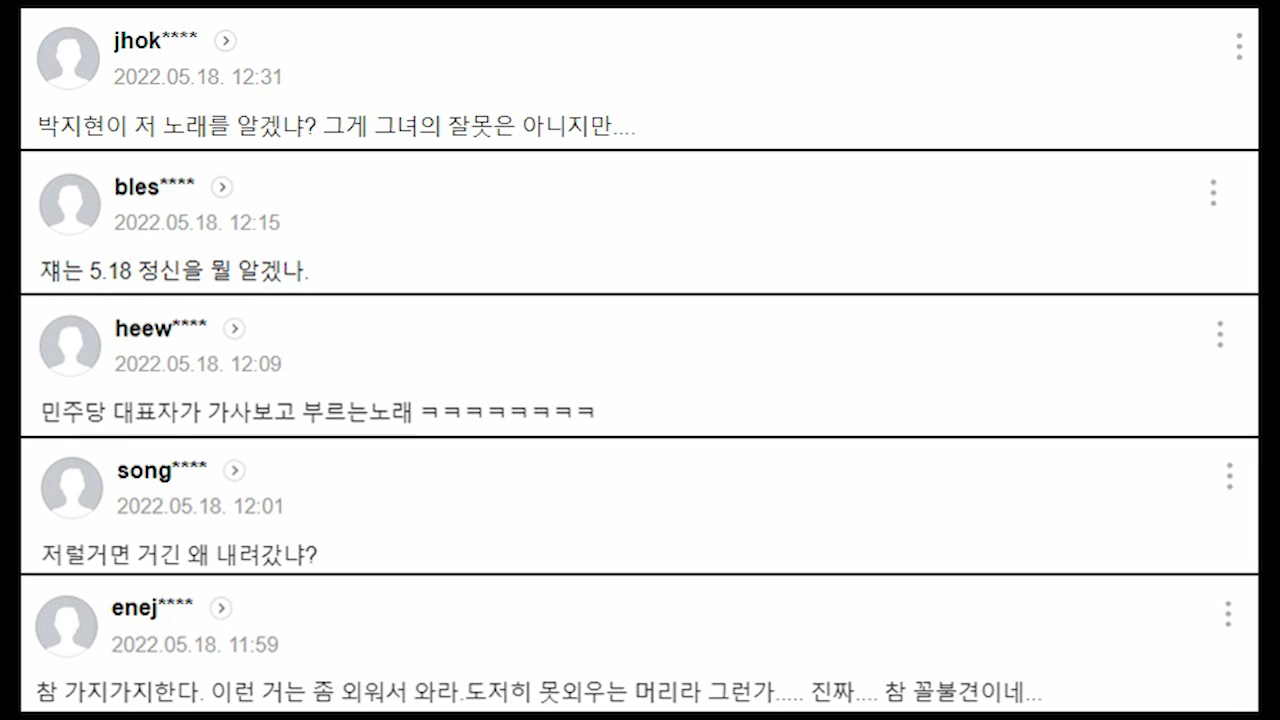 jhok****
2022.05.18. 12:31
박지현이 저 노래를 알겠냐? 그게 그녀의 잘못은 아니지만....
bles****
2022.05.18. 12:15
쟤는 5.18 정신을 뭘 알겠나.
heew****
2022.05.18. 12:09
민주당 대표자가 가사보고 부르는노래 ㅋㅋㅋㅋㅋㅋㅋㅋ
song****
2022.05.18. 12:01
저럴거면 거긴 왜 내려갔냐?
enej****
2022.05.18. 11:59
참 가지가지한다. 이런 거는 좀 외워서 와라.도저히 못외우는 머리라 그런가..... 진짜.... 참 꼴불견이네...